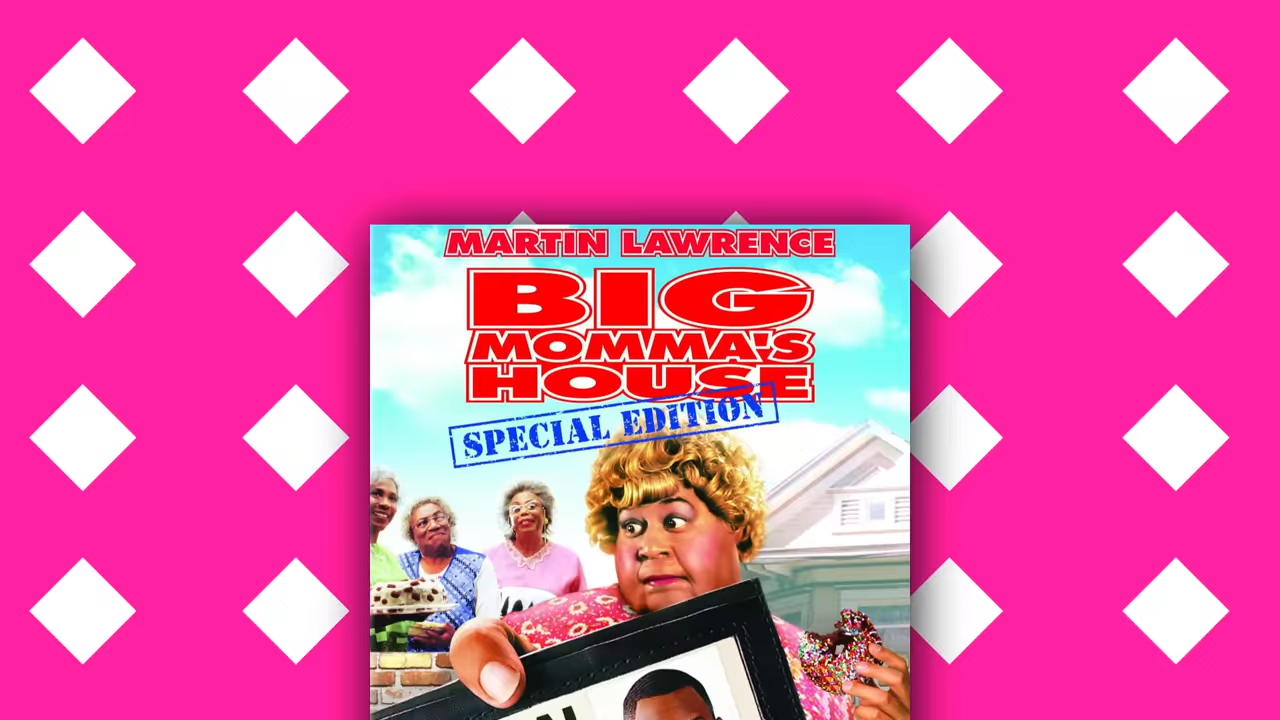 MARTIN LAWRENCE
BIG
MOMMA'S
HOUSE
SPECIAL EDITION